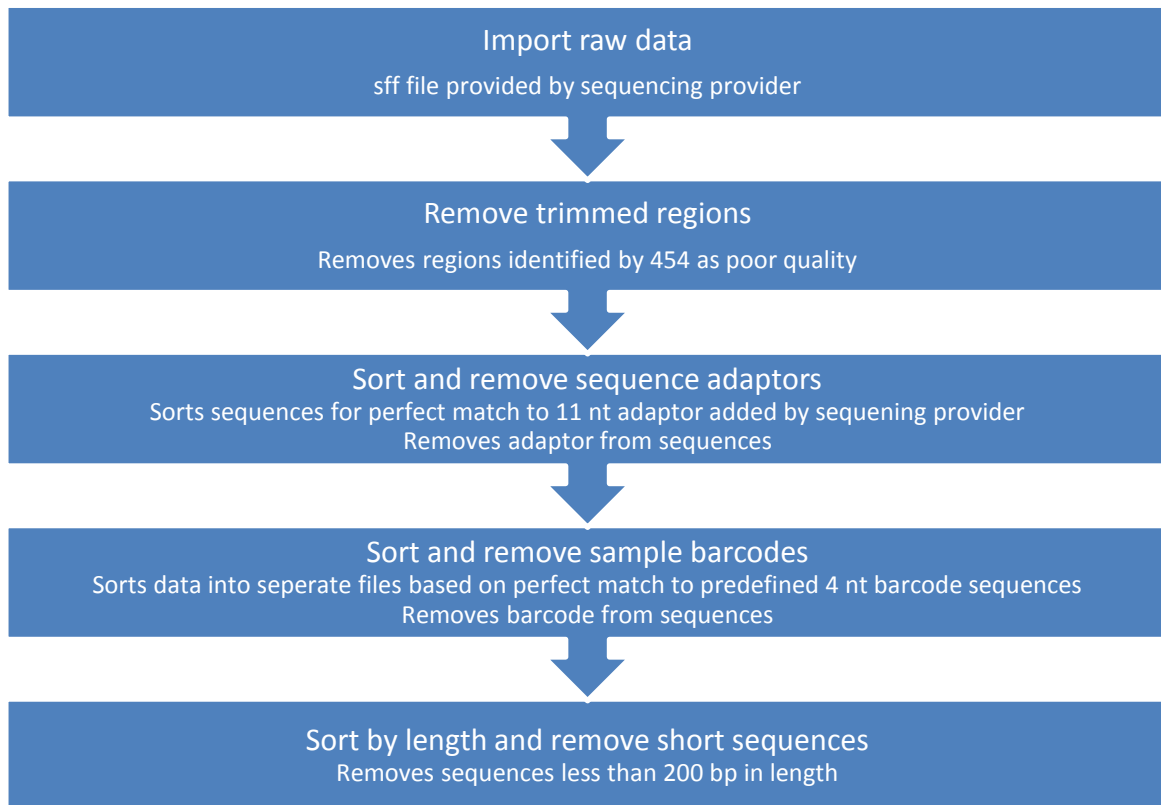 Import raw data
sff file provided by sequencing provider
Remove trimmed regions
Removes regions identified by 454 as poor quality
Sort and remove sequence adaptors
Sorts sequences for perfect match to 11 nt adaptor added by sequening provider
Removes adaptor from sequences
Sort and remove sample barcodes
Sorts data into seperate files based on perfect match to predefined 4 nt barcode sequences
Removes barcode from sequences
Sort by length and remove short sequences
Removes sequences less than 200 bp in length